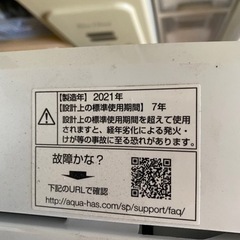 【製造年】2021年
【設計上の標準使用期間】7年
設計上の標準使用期間を超えて使用
されますと、経年劣化による発火・
けが等の事故に至る恐れがあります。
故障かな？
下記のURLで確認
http://aqua-has.com/sp/support/faq/